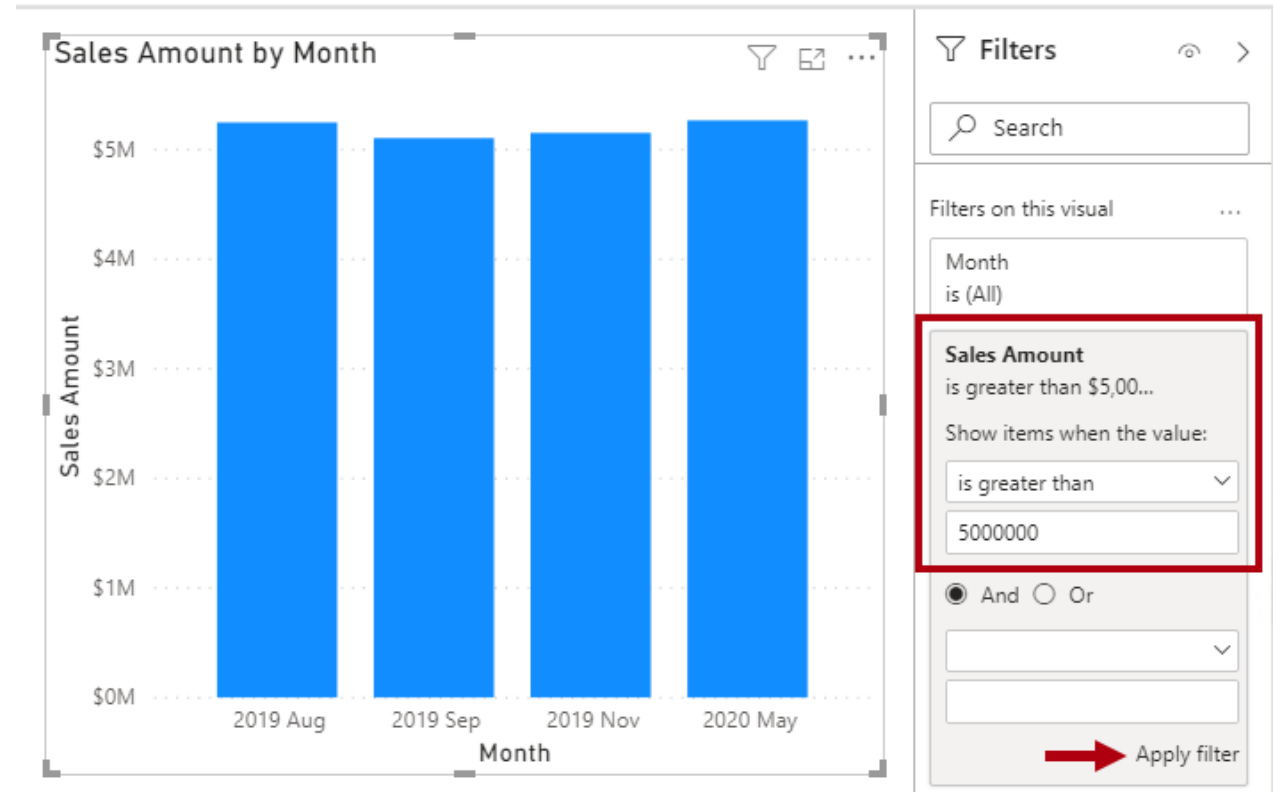 Sales Amount by Month
$5M
$4M
$3M
$2M
$1M
$0M
Sales Amount
2019 Aug 2019 Sep 2019 Nov 2020 May
Month
Filters
Search
Filters on this visual
Month
is (All)
Sales Amount
is greater than $5,00...
Show items when the value:
is greater than
5000000
And Or
Apply filter